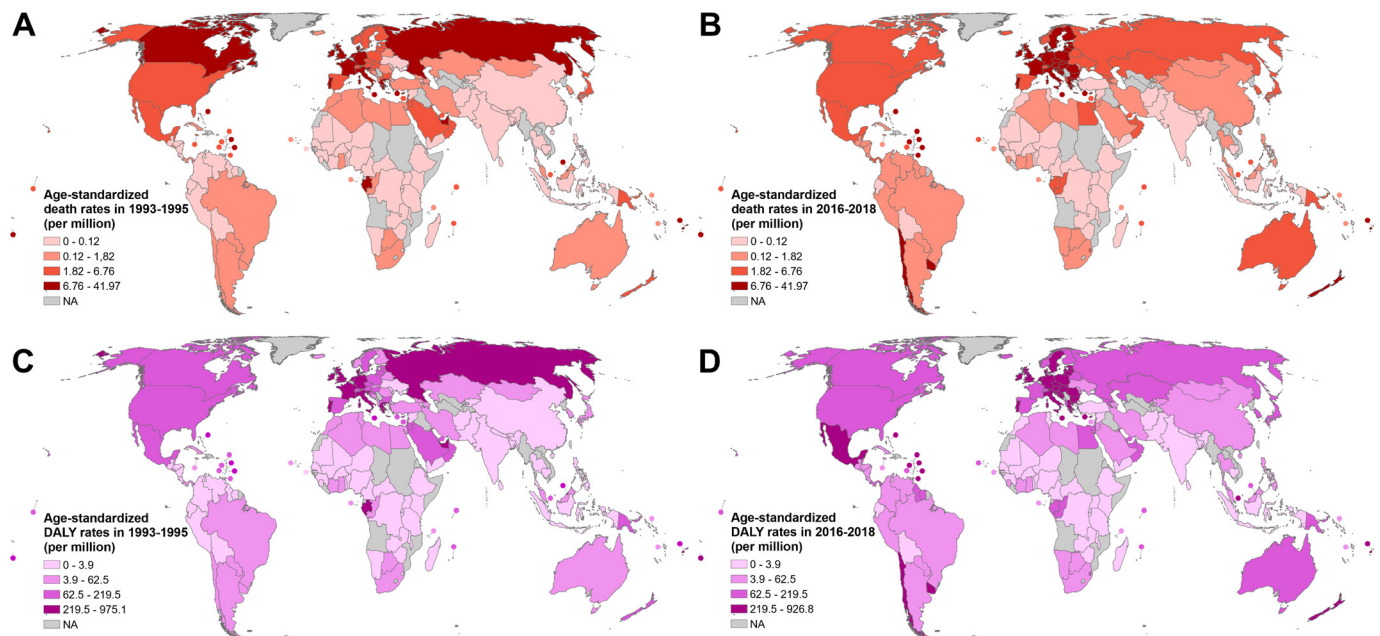 A
Age-standardized
death rates in 1993-1995
(per million)
0 - 0.12
0.12 - 1,82
1.82 - 6.76
6.76 - 41.97
NA
B
Age-standardized
death rates in 2016-2018
(per million)
0 - 0.12
0.12 - 1.82
1.82 - 6.76
6.76 - 41.97
NA
C
Age-standardized
DALY rates in 1993-1995
(per million)
0 - 3.9
3.9 - 62.5
62.5 - 219.5
219.5 - 975.1
NA
D
Age-standardized
DALY rates in 2016-2018
(per million)
0 - 3.9
3.9 - 62.5
62.5 - 219.5
219.5 - 926.8
NA